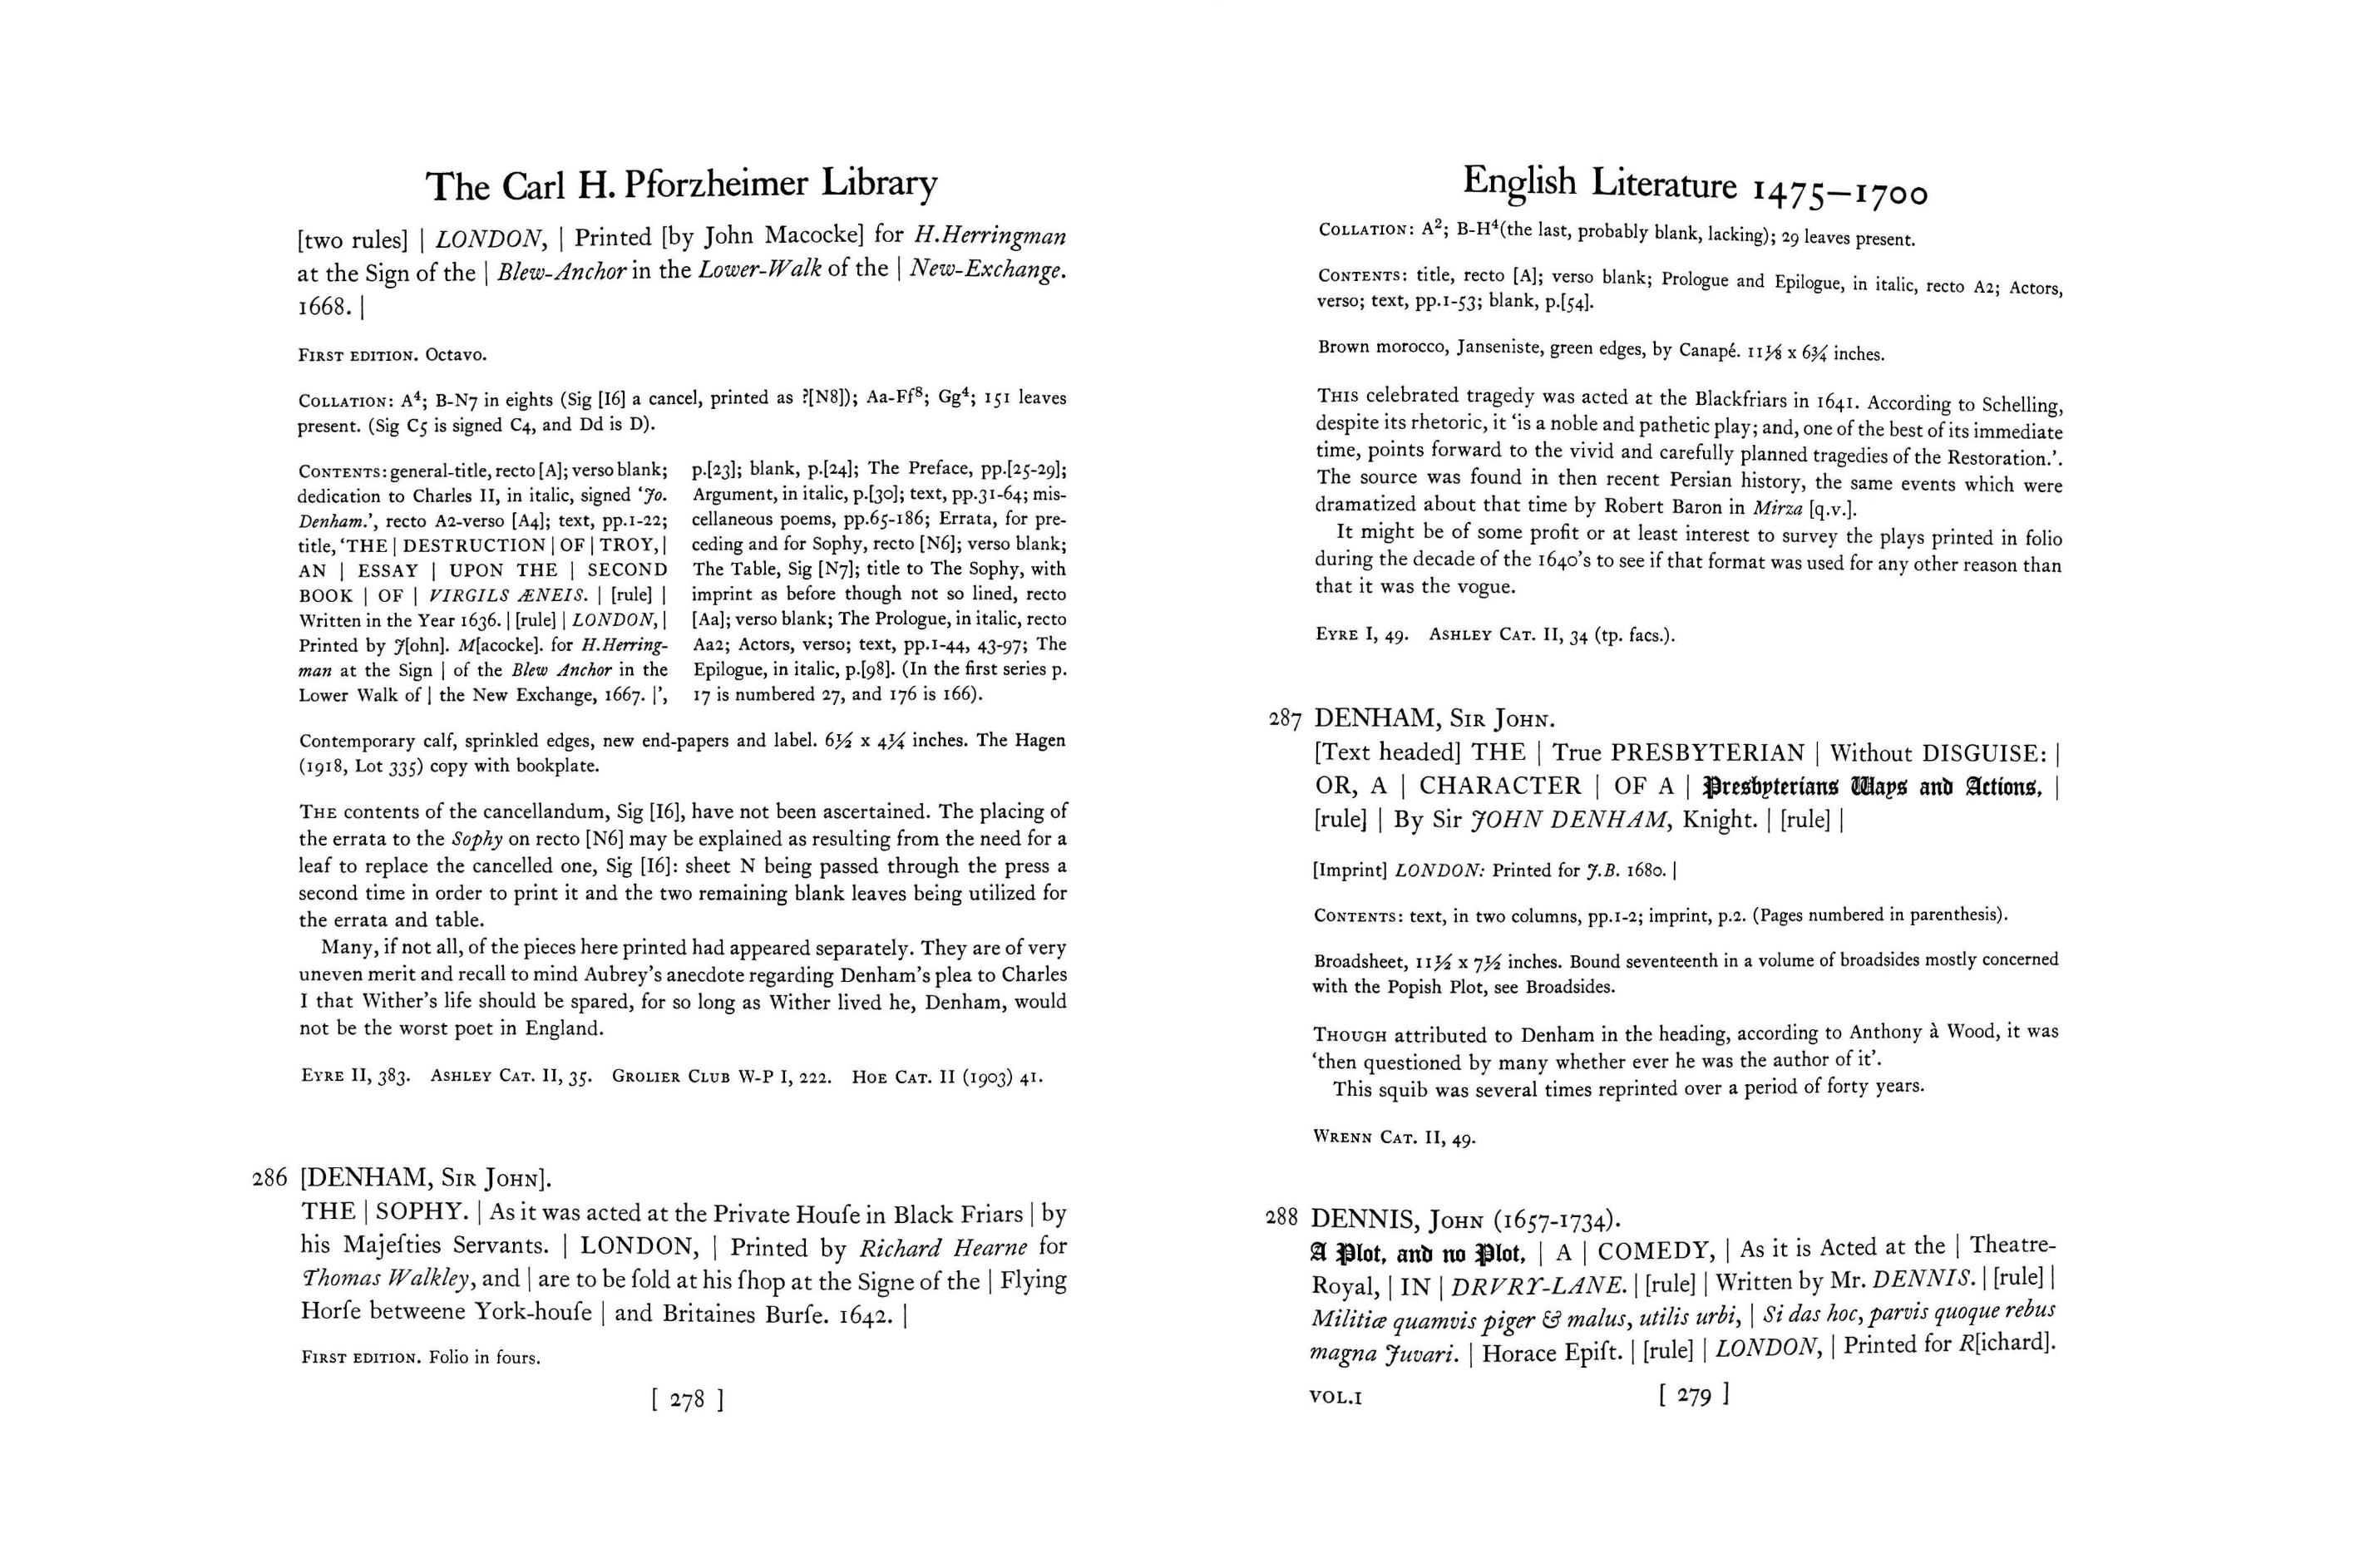 The Carl H. Pforzheimer Library
[two rules] | LONDON, | Printed [by John Macocke] for H.Herringman
at the Sign of the | Blew-Anchor in the Lower-Walk of the | New-Exchange.
1668. |
FIRST EDITION. Octavo.
COLLATION: A⁴; B-N7 in eights (Sig [I6] a cancel, printed as ?[N8]); Aa-Ff⁸; Gg⁴; 151 leaves
present. (Sig C5 is signed C4, and Dd is D).
CONTENTS: general-title, recto [A]; verso blank;
dedication to Charles II, in italic, signed ‘Jo.
Denham.’, recto A2-verso [A4]; text, pp.1-22;
title, ‘THE | DESTRUCTION | OF | TROY, |
AN | ESSAY | UPON THE | SECOND
BOOK | OF | VIRGILS ÆNEIS. | [rule] |
Written in the Year 1636. | [rule] | LONDON, |
Printed by J[ohn]. M[acocke]. for H.Herring-
man at the Sign | of the Blew Anchor in the
Lower Walk of | the New Exchange, 1667. |’,
p.[23]; blank, p.[24]; The Preface, pp.[25-29];
Argument, in italic, p.[30]; text, pp.31-64; mis-
cellaneous poems, pp.65-186; Errata, for pre-
ceding and for Sophy, recto [N6]; verso blank;
The Table, Sig [N7]; title to The Sophy, with
imprint as before though not so lined, recto
[Aa]; verso blank; The Prologue, in italic, recto
Aa2; Actors, verso; text, pp.1-44, 43-97; The
Epilogue, in italic, p.[98]. (In the first series p.
17 is numbered 27, and 176 is 166).
Contemporary calf, sprinkled edges, new end-papers and label. 6½ x 4¼ inches. The Hagen
(1918, Lot 335) copy with bookplate.
THE contents of the cancellandum, Sig [I6], have not been ascertained. The placing of
the errata to the Sophy on recto [N6] may be explained as resulting from the need for a
leaf to replace the cancelled one, Sig [I6]: sheet N being passed through the press a
second time in order to print it and the two remaining blank leaves being utilized for
the errata and table.
Many, if not all, of the pieces here printed had appeared separately. They are of very
uneven merit and recall to mind Aubrey’s anecdote regarding Denham’s plea to Charles
I that Wither’s life should be spared, for so long as Wither lived he, Denham, would
not be the worst poet in England.
EYRE II, 383. ASHLEY CAT. II, 35. GROLIER CLUB W-P I, 222. HOE CAT. II (1903) 41.
286 [DENHAM, SIR JOHN].
THE | SOPHY. | As it was acted at the Private Houſe in Black Friars | by
his Majeſties Servants. | LONDON, | Printed by Richard Hearne for
Thomas Walkley, and | are to be ſold at his ſhop at the Signe of the | Flying
Horſe betweene York-houſe | and Britaines Burſe. 1642. |
FIRST EDITION. Folio in fours.
[ 278 ]
English Literature 1475–1700
COLLATION: A²; B-H⁴(the last, probably blank, lacking); 29 leaves present.
CONTENTS: title, recto [A]; verso blank; Prologue and Epilogue, in italic, recto A2; Actors,
verso; text, pp.1-53; blank, p.[54].
Brown morocco, Janseniste, green edges, by Canapé. 11⅛ x 6¾ inches.
THIS celebrated tragedy was acted at the Blackfriars in 1641. According to Schelling,
despite its rhetoric, it ‘is a noble and pathetic play; and, one of the best of its immediate
time, points forward to the vivid and carefully planned tragedies of the Restoration.’.
The source was found in then recent Persian history, the same events which were
dramatized about that time by Robert Baron in Mirza [q.v.].
It might be of some profit or at least interest to survey the plays printed in folio
during the decade of the 1640’s to see if that format was used for any other reason than
that it was the vogue.
EYRE I, 49. ASHLEY CAT. II, 34 (tp. facs.).
287 DENHAM, SIR JOHN.
[Text headed] THE | True PRESBYTERIAN | Without DISGUISE: |
OR, A | CHARACTER | OF A | Presbyterians Ways and Actions, |
[rule] | By Sir JOHN DENHAM, Knight. | [rule] |
[Imprint] LONDON: Printed for J.B. 1680. |
CONTENTS: text, in two columns, pp.1-2; imprint, p.2. (Pages numbered in parenthesis).
Broadsheet, 11½ x 7½ inches. Bound seventeenth in a volume of broadsides mostly concerned
with the Popish Plot, see Broadsides.
THOUGH attributed to Denham in the heading, according to Anthony à Wood, it was
‘then questioned by many whether ever he was the author of it’.
This squib was several times reprinted over a period of forty years.
WRENN CAT. II, 49.
288 DENNIS, JOHN (1657-1734).
A Plot, and no Plot, | A | COMEDY, | As it is Acted at the | Theatre-
Royal, | IN | DRVRY-LANE. | [rule] | Written by Mr. DENNIS. | [rule] |
Militiæ quamvis piger & malus, utilis urbi, | Si das hoc, parvis quoque rebus
magna Juvari. | Horace Epiſt. | [rule] | LONDON, | Printed for R[ichard].
VOL.I
[ 279 ]